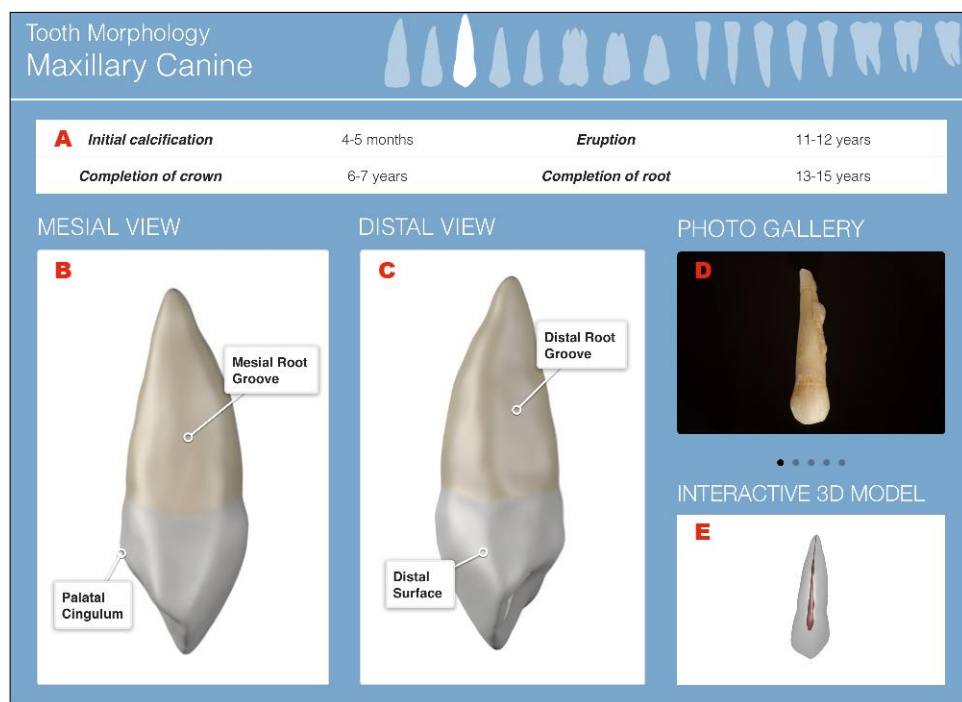 Tooth Morphology
Maxillary Canine
A Initial calcification 4-5 months Eruption 11-12 years
Completion of crown 6-7 years Completion of root 13-15 years
MESIAL VIEW
B
Mesial Root
Groove
Palatal
Cingulum
DISTAL VIEW
C
Distal Root
Groove
Distal
Surface
PHOTO GALLERY
D
INTERACTIVE 3D MODEL
E